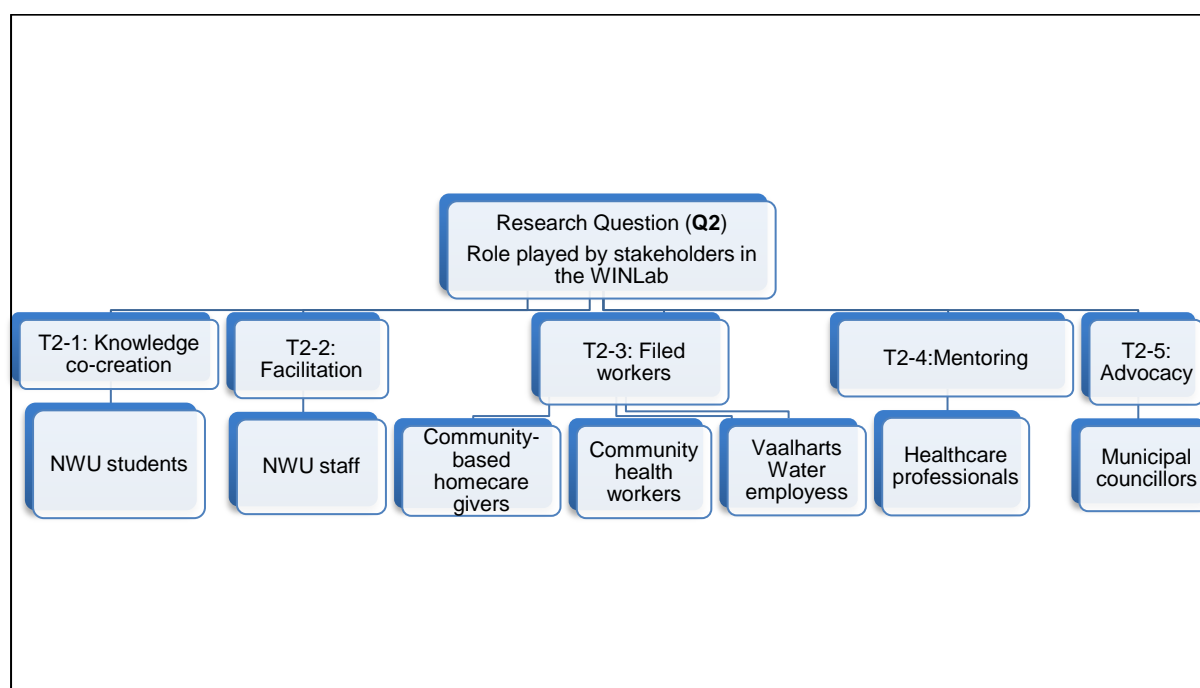 Research Question (Q2)
Role played by stakeholders in
the WINLab
T2-1: Knowledge
co-creation
T2-2:
Facilitation
T2-3: Filed
workers
T2-4:Mentoring
T2-5:
Advocacy
NWU students
NWU staff
Community-
based
homecare
givers
Community
health
workers
Vaalharts
Water
employess
Healthcare
professionals
Municipal
councillors